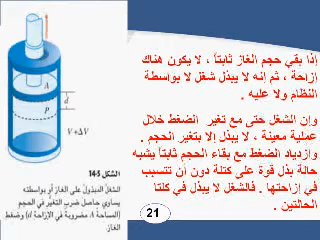 إذا بقي حجم الغاز ثابتاً ، لا يكون هناك
إزاحة ، ثم إنه لا يبذل شغل لا بواسطة
النظام ولا عليه .
وإن الشغل حتى مع تغير الضغط خلال
عملية معينة ، لا يبذل إلا بتغير الحجم .
وازدياد الضغط مع بقاء الحجم ثابتاً يشبه
حالة بذل قوة على كتلة دون أن تتسبب
في إزاحتها . فالشغل لا يبذل في كلتا
الحالتين .
21
A
d
P
V+ΔV
الشكل 5-14
الشغل المبذول على الغاز أو بواسطته
يساوي حاصل ضرب التغير في الحجم
(المساحة A مضروبة في الإزاحة d) وضغط
الغاز